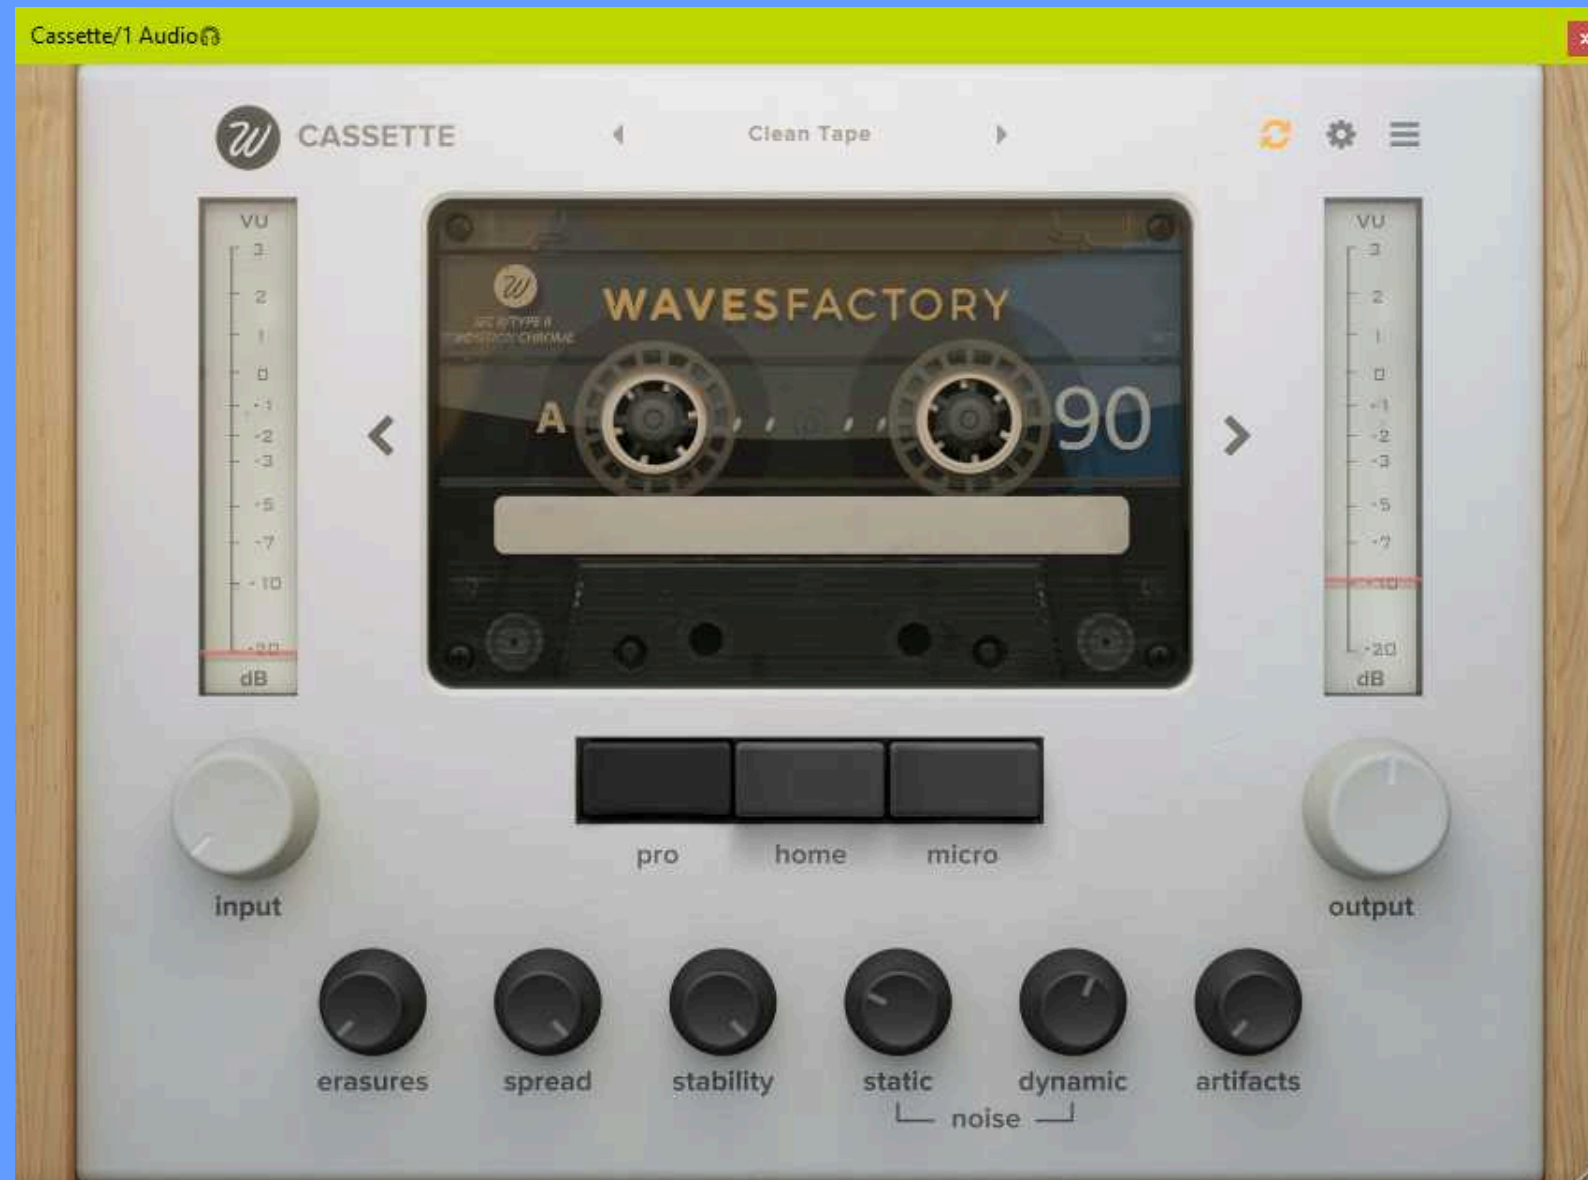 Cassette/1 Audio
CASSETTE
Clean Tape
VU
3
2
1
0
-1
-2
-3
-5
-7
-10
-20
dB
WAVESFACTORY
A
90
VU
3
2
1
0
-1
-2
-3
-5
-7
-10
-20
dB
pro
home
micro
input
output
erasures
spread
stability
static
dynamic
artifacts
noise